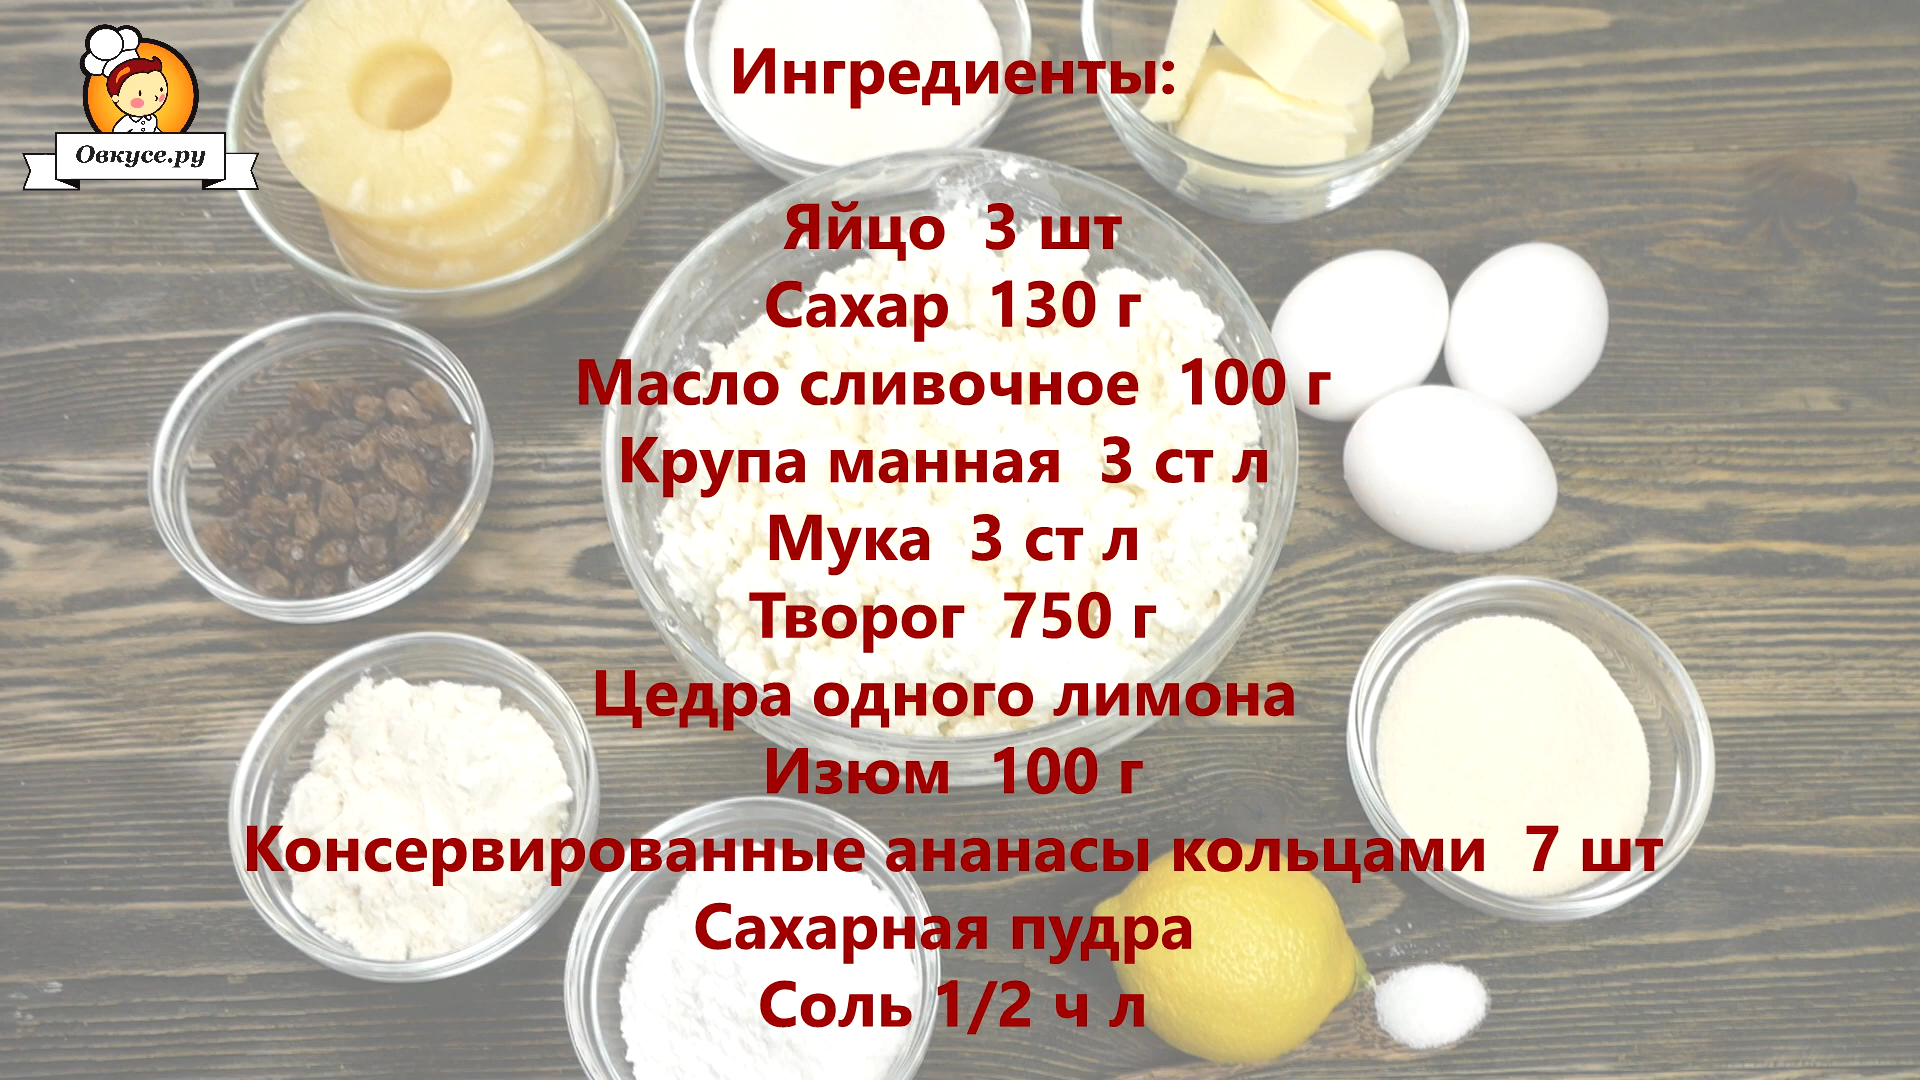 Овкусе.ру
Ингредиенты:
Яйцо 3 шт
Сахар 130 г
Масло сливочное 100 г
Крупа манная 3 ст л
Мука 3 ст л
Творог 750 г
Цедра одного лимона
Изюм 100 г
Консервированные ананасы кольцами 7 шт
Сахарная пудра
Соль 1/2 ч л